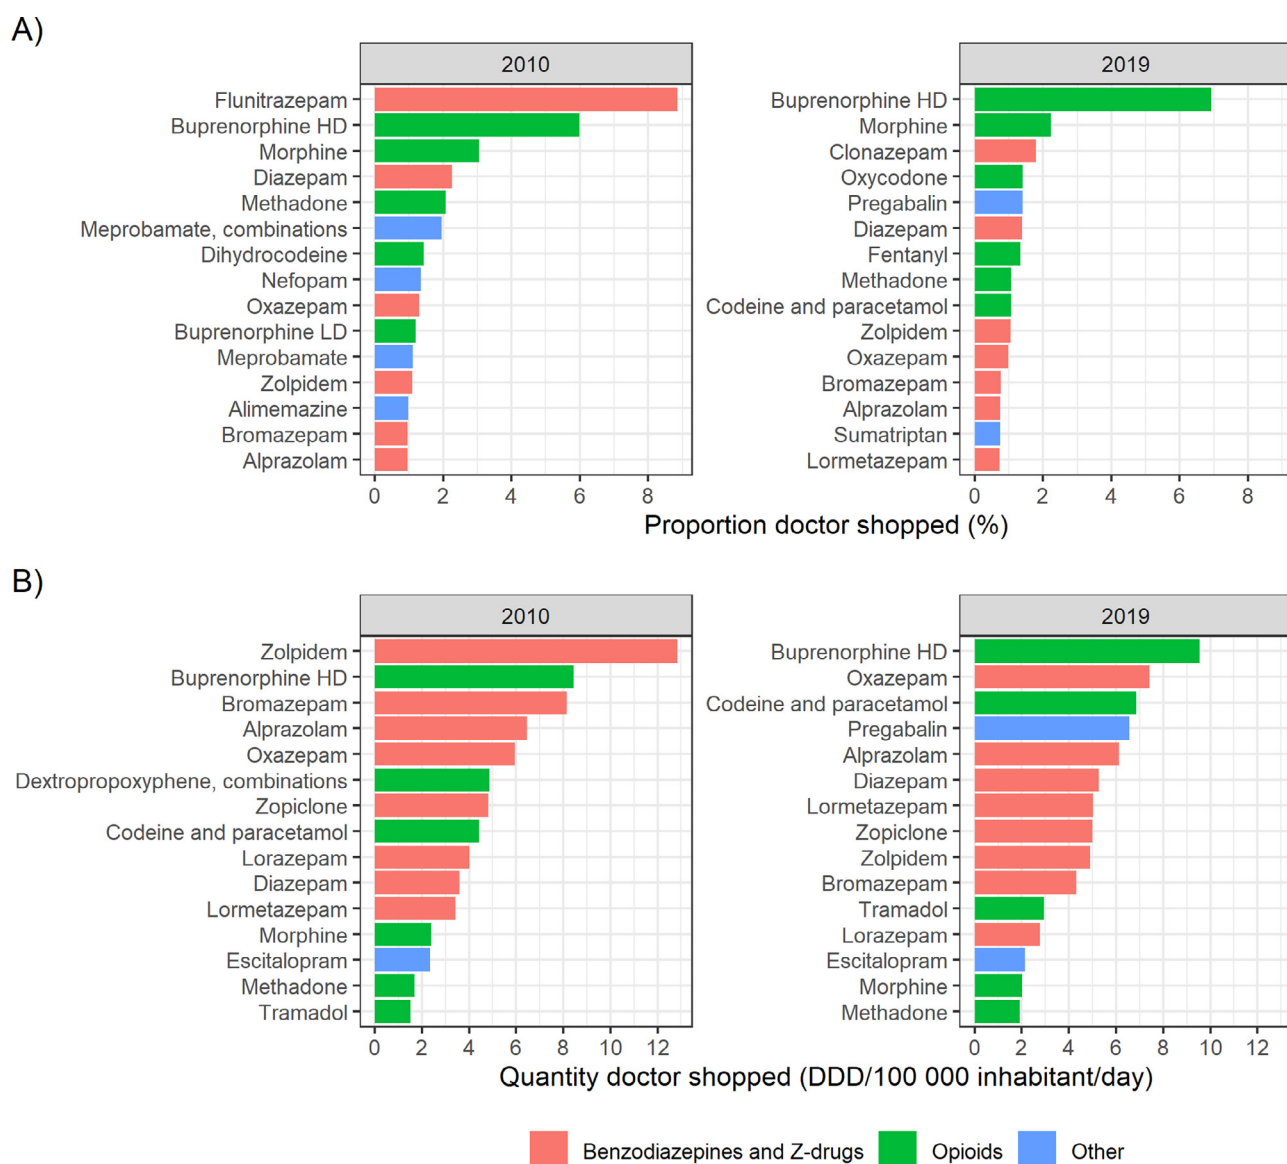 A)
2010
Flunitrazepam
Buprenorphine HD
Morphine
Diazepam
Methadone
Meprobamate, combinations
Dihydrocodeine
Nefopam
Oxazepam
Buprenorphine LD
Meprobamate
Zolpidem
Alimemazine
Bromazepam
Alprazolam
0 2 4 6 8
2019
Buprenorphine HD
Morphine
Clonazepam
Oxycodone
Pregabalin
Diazepam
Fentanyl
Methadone
Codeine and paracetamol
Zolpidem
Oxazepam
Bromazepam
Alprazolam
Sumatriptan
Lormetazepam
0 2 4 6 8
Proportion doctor shopped (%)
B)
2010
Zolpidem
Buprenorphine HD
Bromazepam
Alprazolam
Oxazepam
Dextropropoxyphene, combinations
Zopiclone
Codeine and paracetamol
Lorazepam
Diazepam
Lormetazepam
Morphine
Escitalopram
Methadone
Tramadol
0 2 4 6 8 10 12
2019
Buprenorphine HD
Oxazepam
Codeine and paracetamol
Pregabalin
Alprazolam
Diazepam
Lormetazepam
Zopiclone
Zolpidem
Bromazepam
Tramadol
Lorazepam
Escitalopram
Morphine
Methadone
0 2 4 6 8 10 12
Quantity doctor shopped (DDD/100 000 inhabitant/day)
Benzodiazepines and Z-drugs Opioids Other